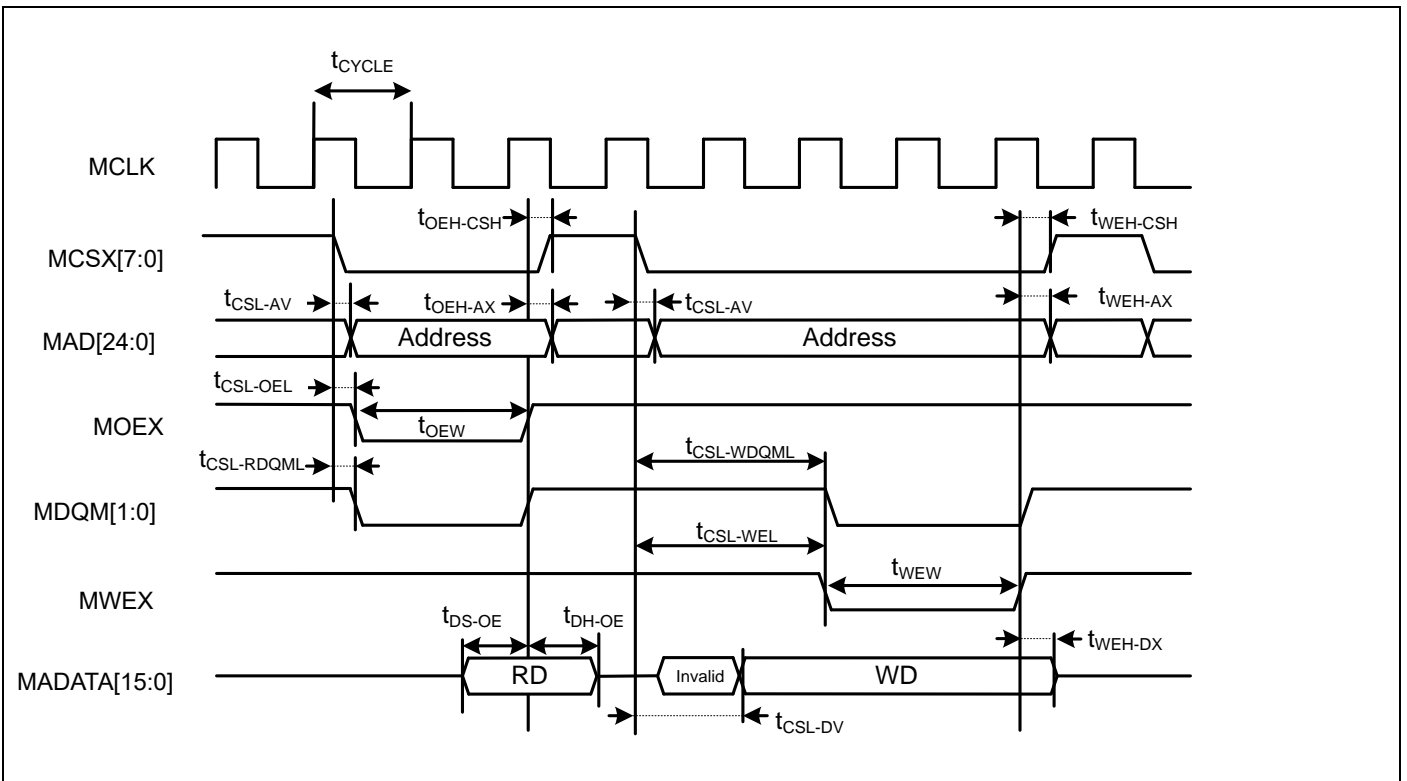 tCYCLE
MCLK
tOEH-CSH
tWEH-CSH
MCSX[7:0]
tCSL-AV
tOEH-AX
tCSL-AV
tWEH-AX
MAD[24:0]
Address
Address
tCSL-OEL
MOEX
tOEW
tCSL-RDQML
tCSL-WDQML
MDQM[1:0]
tCSL-WEL
tWEW
MWEX
tDS-OE
tDH-OE
tWEH-DX
MADATA[15:0]
RD
Invalid
WD
tCSL-DV